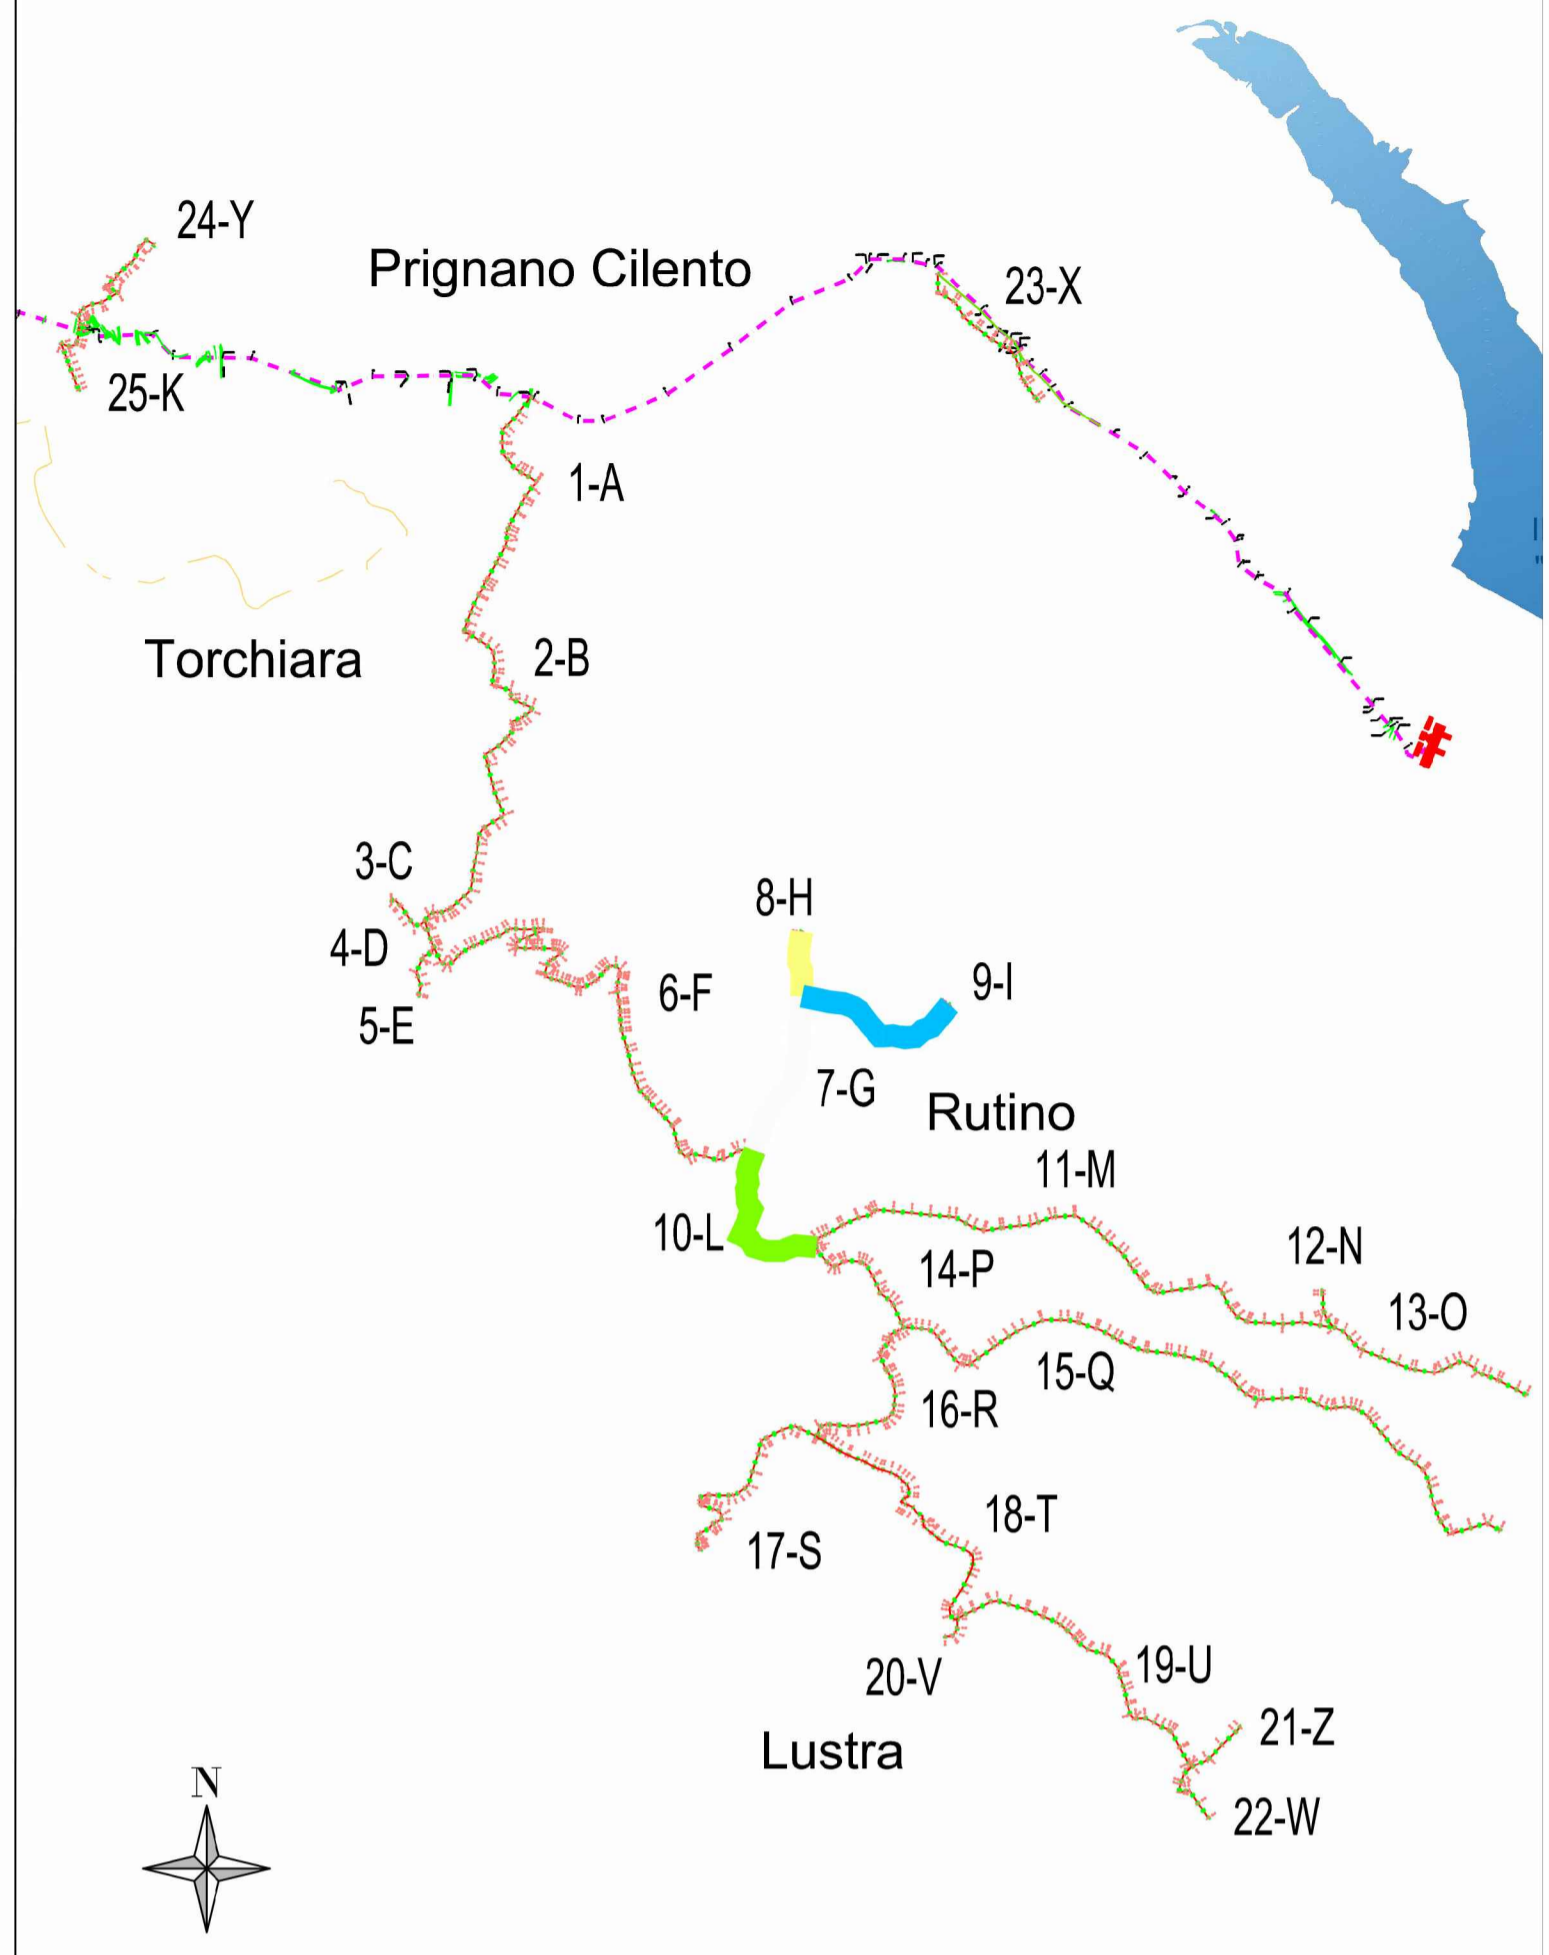 24-Y
Prignano Cilento
23-X
25-K
1-A
Torchiara
2-B
3-C
8-H
4-D
9-I
6-F
5-E
7-G
Rutino
11-M
10-L
12-N
14-P
13-O
15-Q
16-R
18-T
17-S
19-U
20-V
21-Z
Lustra
N
22-W